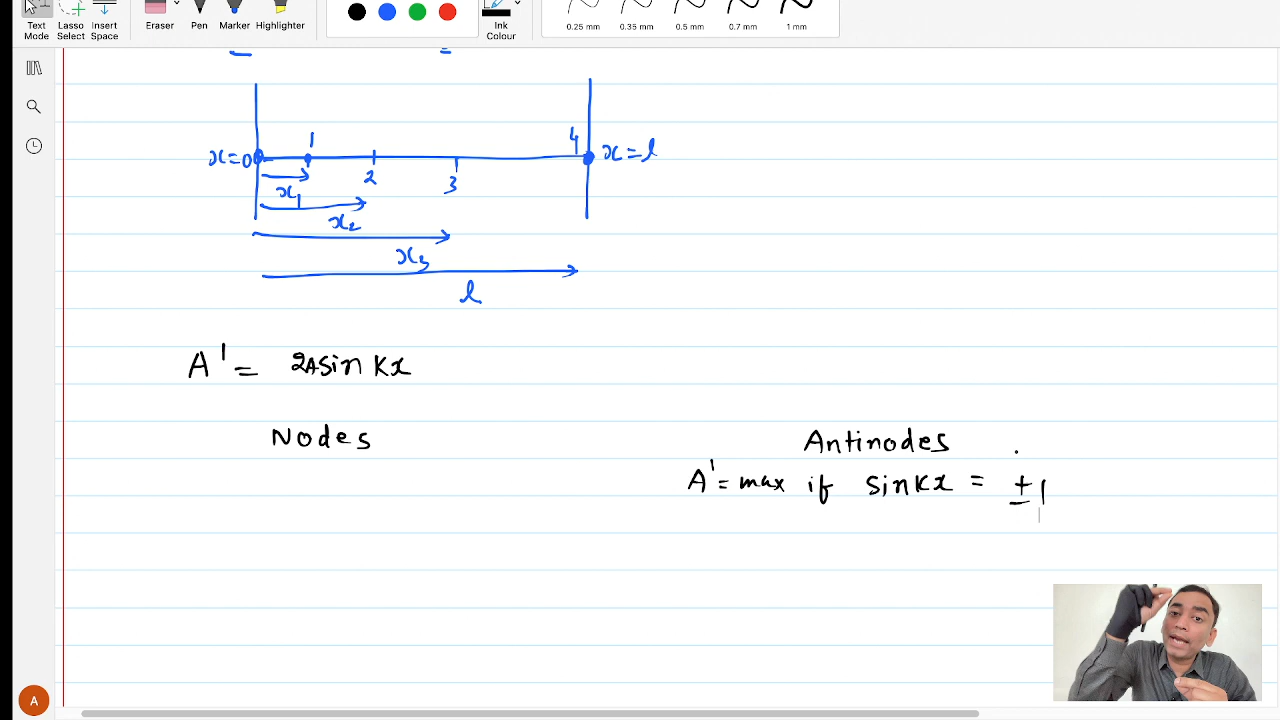 Text Mode
Lasso Select
Insert Space
Eraser
Pen
Marker
Highlighter
Ink Colour
0.25 mm
0.35 mm
0.5 mm
0.7 mm
1 mm
x=0
1
2
3
4
x=l
x₁
x₂
x₃
l
A' = 2A sin Kx
Nodes
Antinodes
A' = max if sin Kx = ±1
A